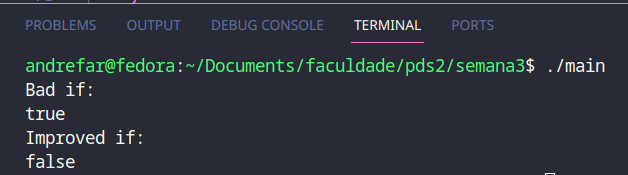 PROBLEMS OUTPUT DEBUG CONSOLE TERMINAL PORTS
andrefar@fedora:~/Documents/faculdade/pds2/semana3$ ./main
Bad if:
true
Improved if:
false